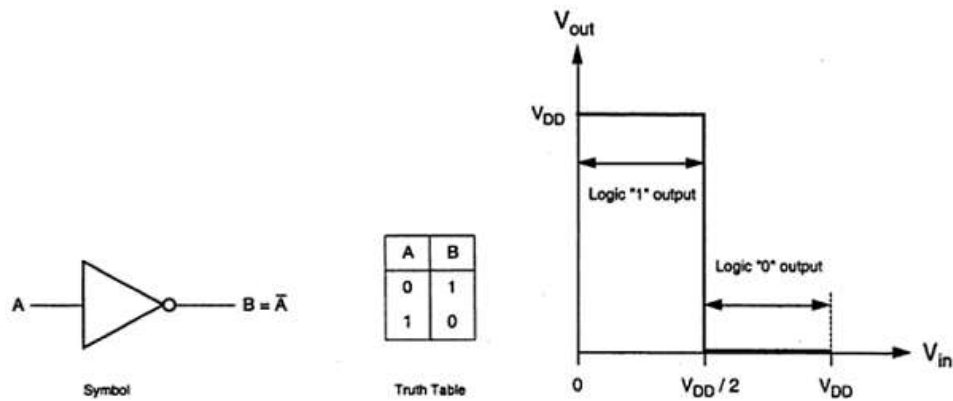 V_out
V_DD
Logic "1" output
Logic "0" output
A B
0 1
1 0
A B = A̅
0 V_DD / 2 V_DD V_in
Symbol Truth Table